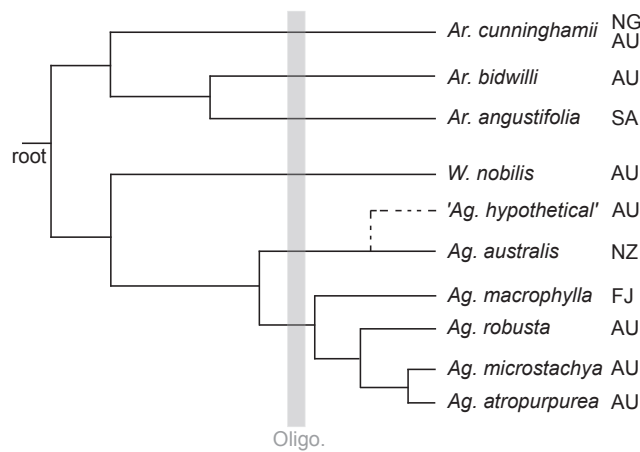 Ar. cunninghamii NG
AU
Ar. bidwilli AU
Ar. angustifolia SA
root
W. nobilis AU
'Ag. hypothetical' AU
Ag. australis NZ
Ag. macrophylla FJ
Ag. robusta AU
Ag. microstachya AU
Ag. atropurpurea AU
Oligo.